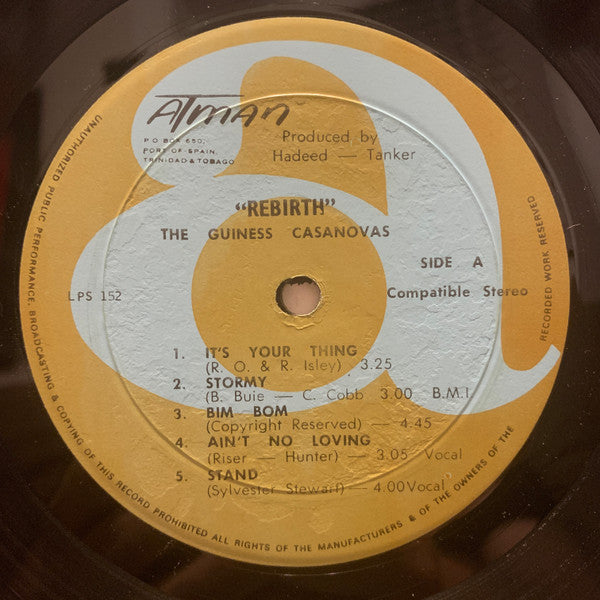 ATMAN
P O BOX 650,
PORT OF SPAIN,
TRINIDAD & TOBAGO
Produced by
Hadeed — Tanker
"REBIRTH"
THE GUINESS CASANOVAS
SIDE A
LPS 152
Compatible Stereo
1. IT'S YOUR THING
(R. O. & R. Isley) 3.25
2. STORMY
(B. Buie — C. Cobb 3.00 B.M.I.
3. BIM BOM
(Copyright Reserved) — 4.45
4. AIN'T NO LOVING
(Riser — Hunter) — 3.05 Vocal
5. STAND
(Sylvester Stewart) — 4.00 Vocal
UNAUTHORIZED PUBLIC PERFORMANCE, BROADCASTING & COPYING OF THIS RECORD PROHIBITED ALL RIGHTS OF THE MANUFACTURERS, & OF THE OWNERS OF THE RECORDED WORK RESERVED